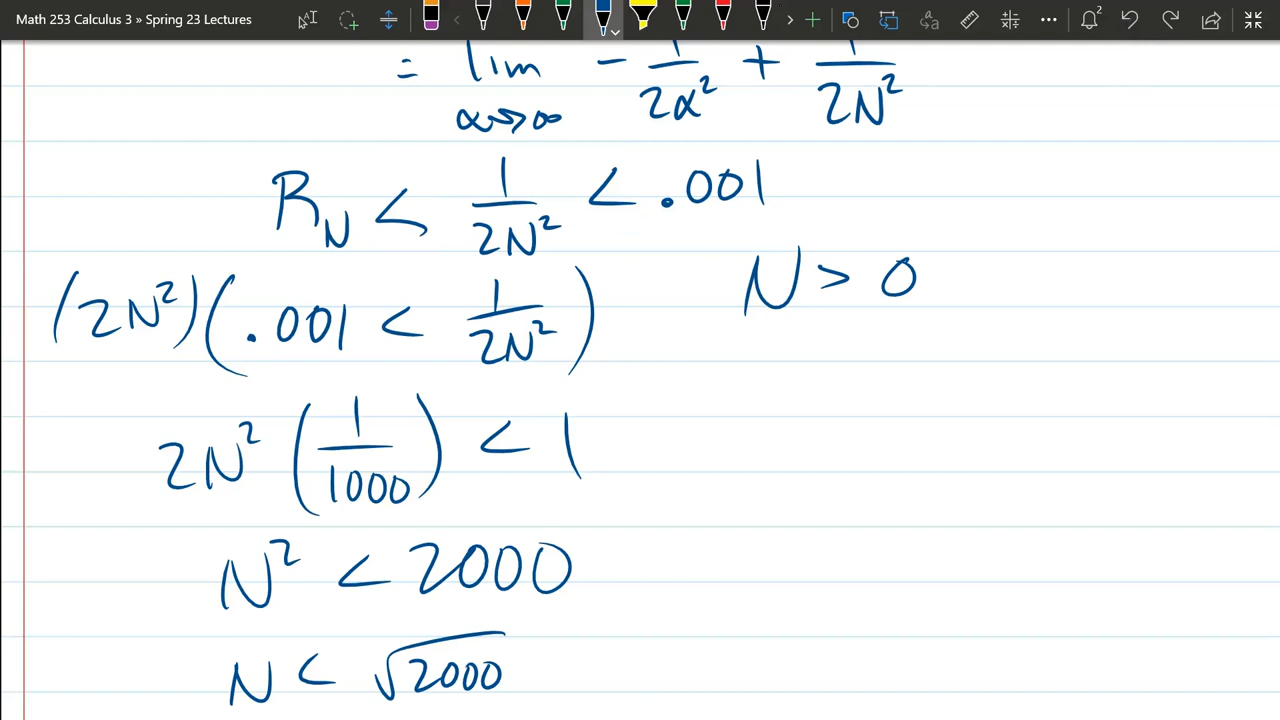 Math 253 Calculus 3 » Spring 23 Lectures
2
= lim - 1/2α² + 1/2N²
α→∞
R_N < 1/2N² < .001
N > 0
(2N²)(.001 < 1/2N²)
2N² (1/1000) < 1
N² < 2000
N < √2000